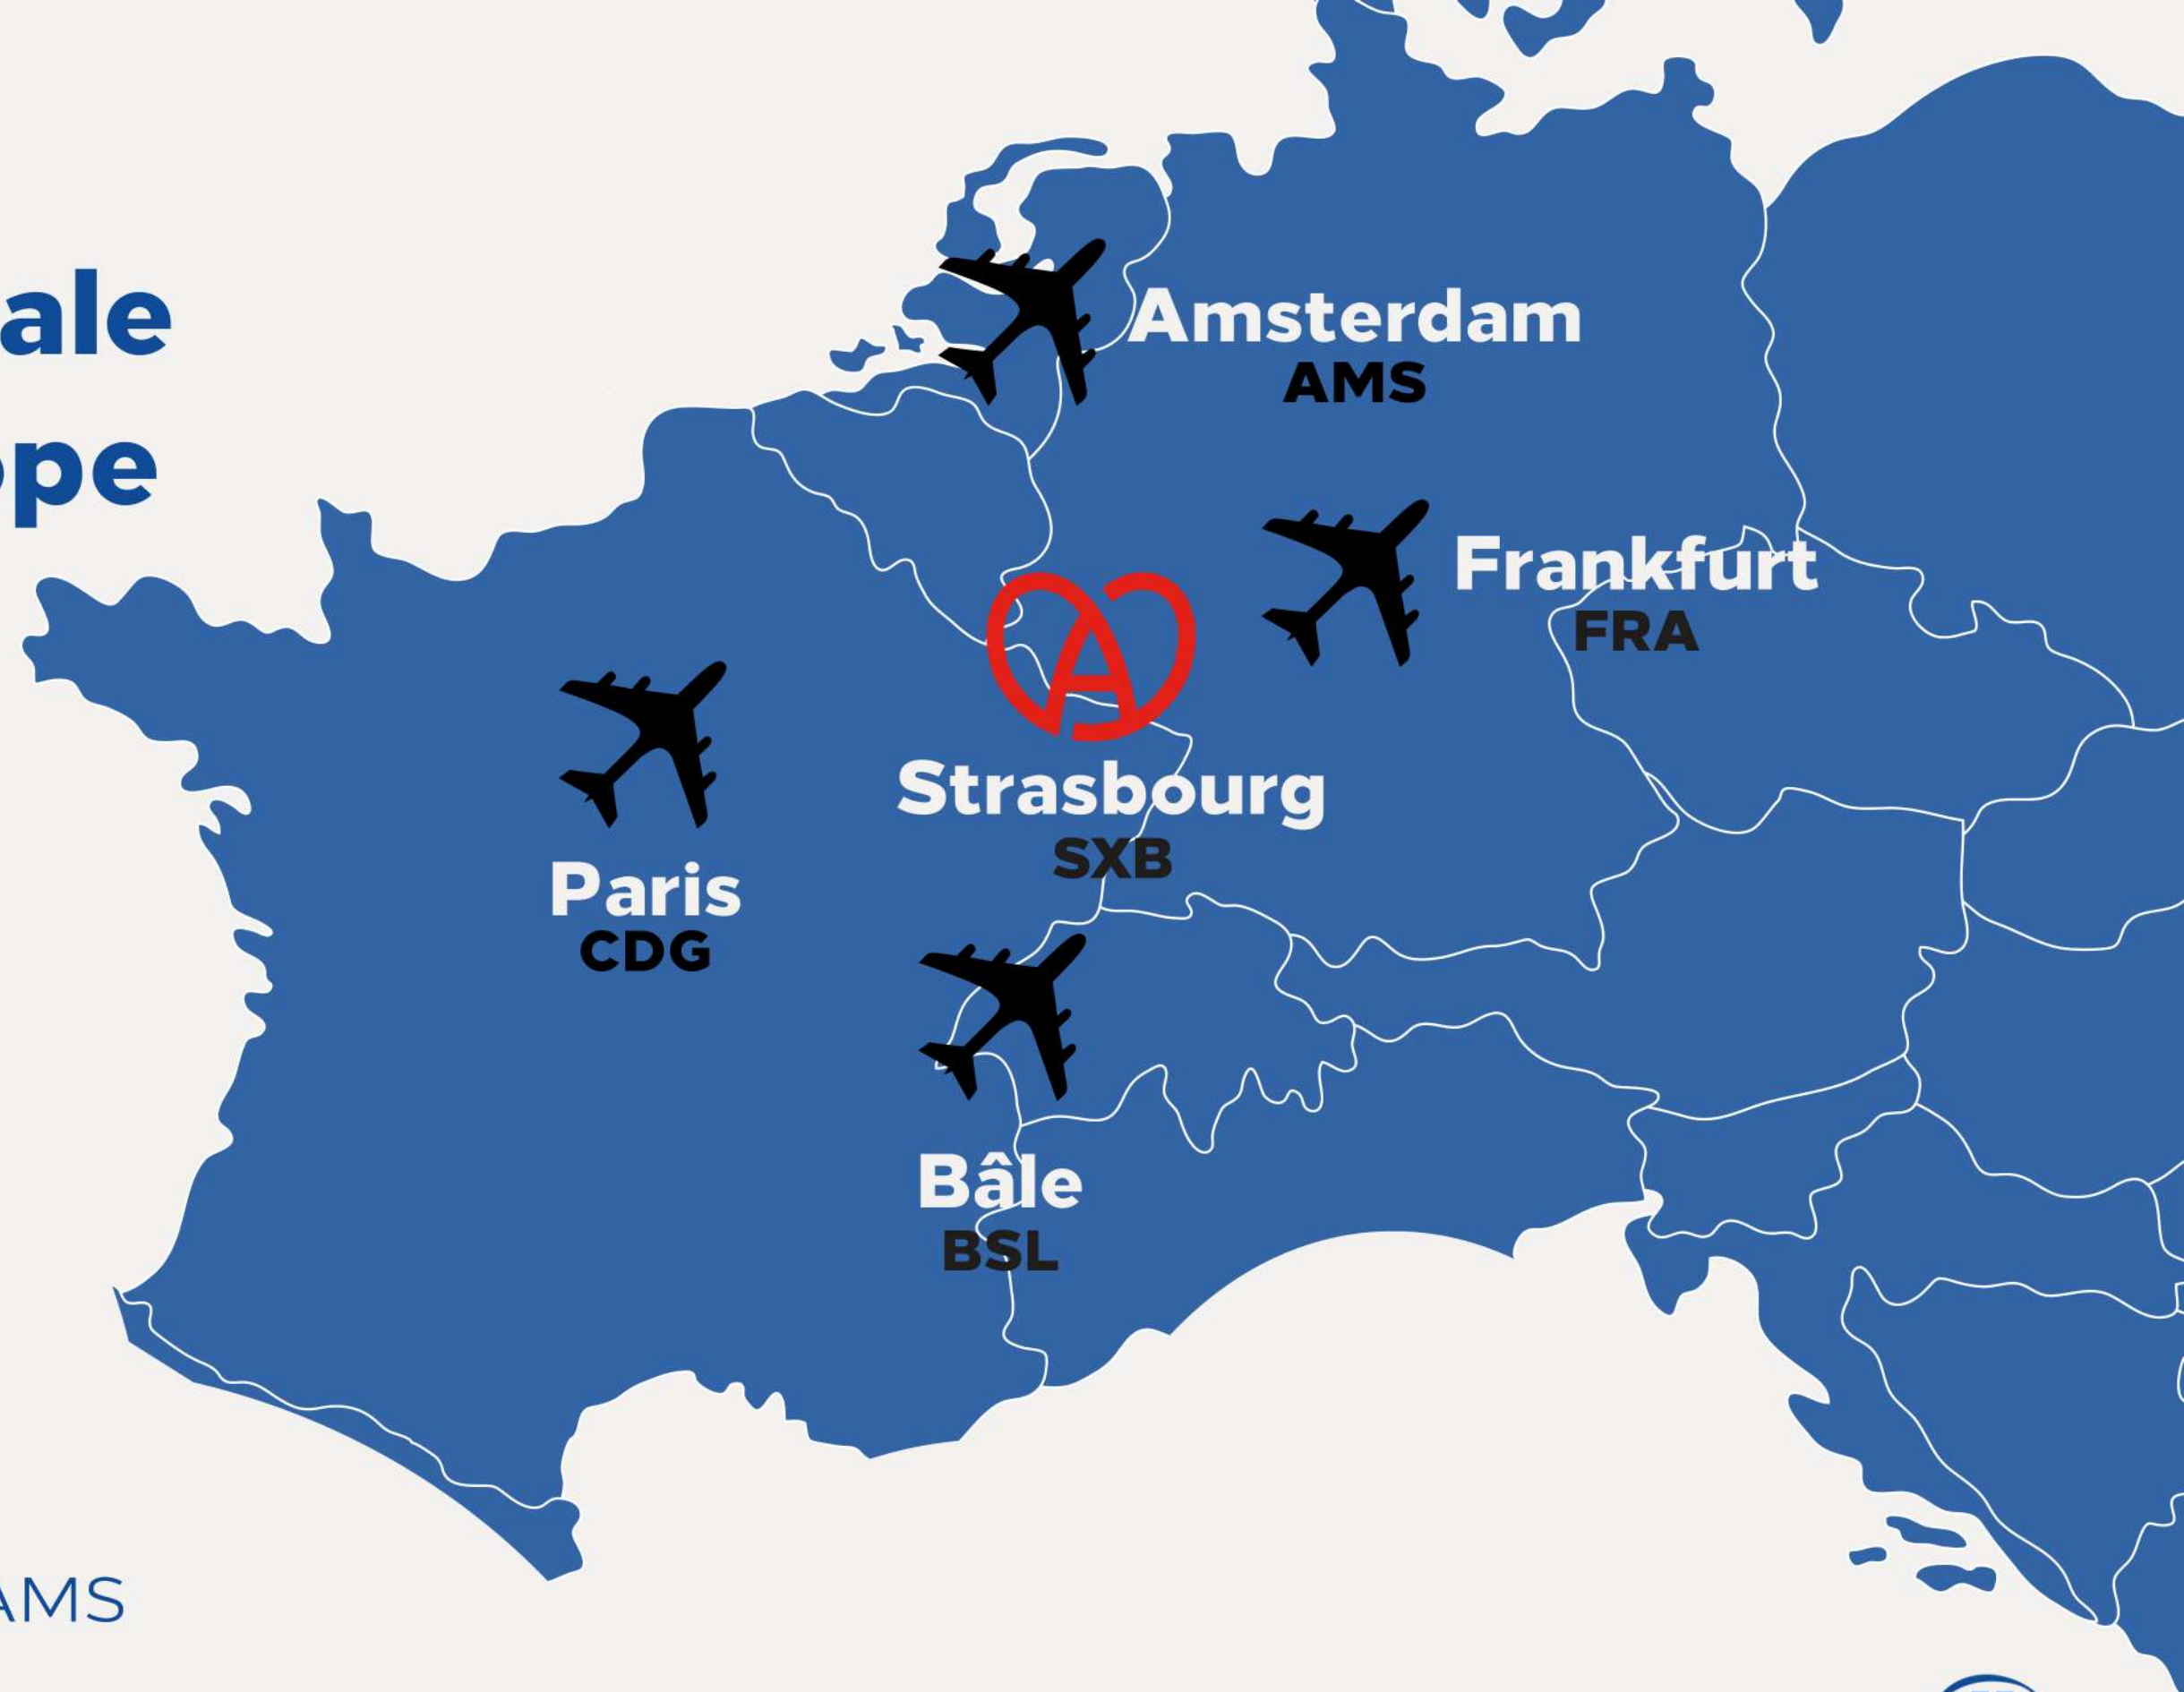 ale
pe
Amsterdam
AMS
Frankfurt
FRA
Strasbourg
SXB
Paris
CDG
Bâle
BSL
AMS